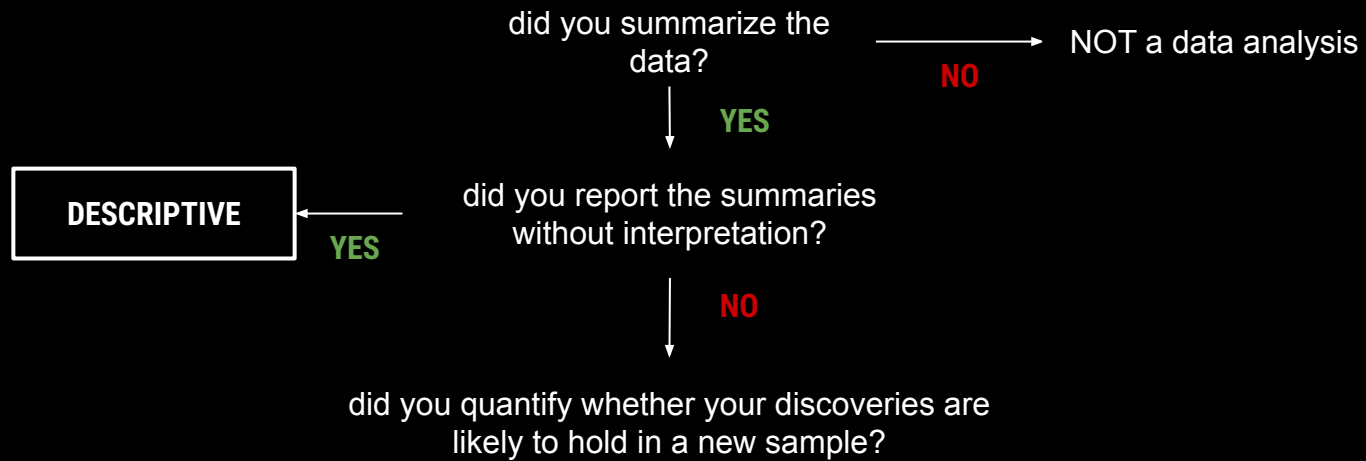 did you summarize the
data?
NOT a data analysis
NO
YES
did you report the summaries
without interpretation?
DESCRIPTIVE
YES
NO
did you quantify whether your discoveries are
likely to hold in a new sample?